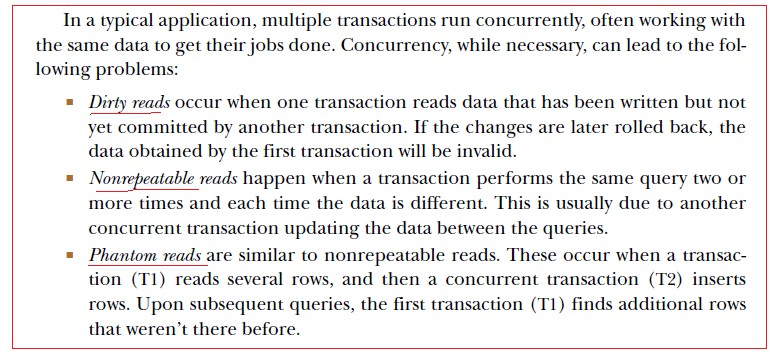 In a typical application, multiple transactions run concurrently, often working with
the same data to get their jobs done. Concurrency, while necessary, can lead to the fol-
lowing problems:
■ Dirty reads occur when one transaction reads data that has been written but not
yet committed by another transaction. If the changes are later rolled back, the
data obtained by the first transaction will be invalid.
■ Nonrepeatable reads happen when a transaction performs the same query two or
more times and each time the data is different. This is usually due to another
concurrent transaction updating the data between the queries.
■ Phantom reads are similar to nonrepeatable reads. These occur when a transac-
tion (T1) reads several rows, and then a concurrent transaction (T2) inserts
rows. Upon subsequent queries, the first transaction (T1) finds additional rows
that weren't there before.